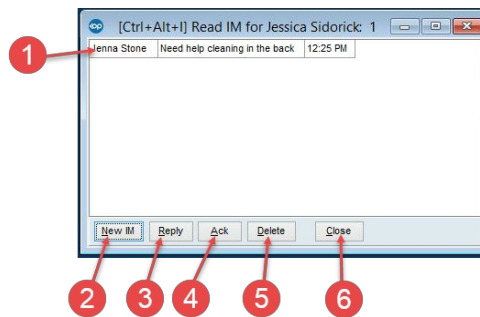 [Ctrl+Alt+I] Read IM for Jessica Sidorick: 1
Jenna Stone Need help cleaning in the back 12:25 PM
1
New IM Reply Ack Delete Close
2 3 4 5 6